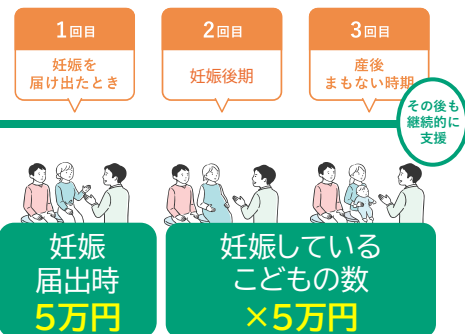 1回目
妊娠を
届け出たとき
2回目
妊娠後期
3回目
産後
まもない時期
その後も
継続的に
支援
妊娠
届出時
5万円
妊娠している
こどもの数
×5万円